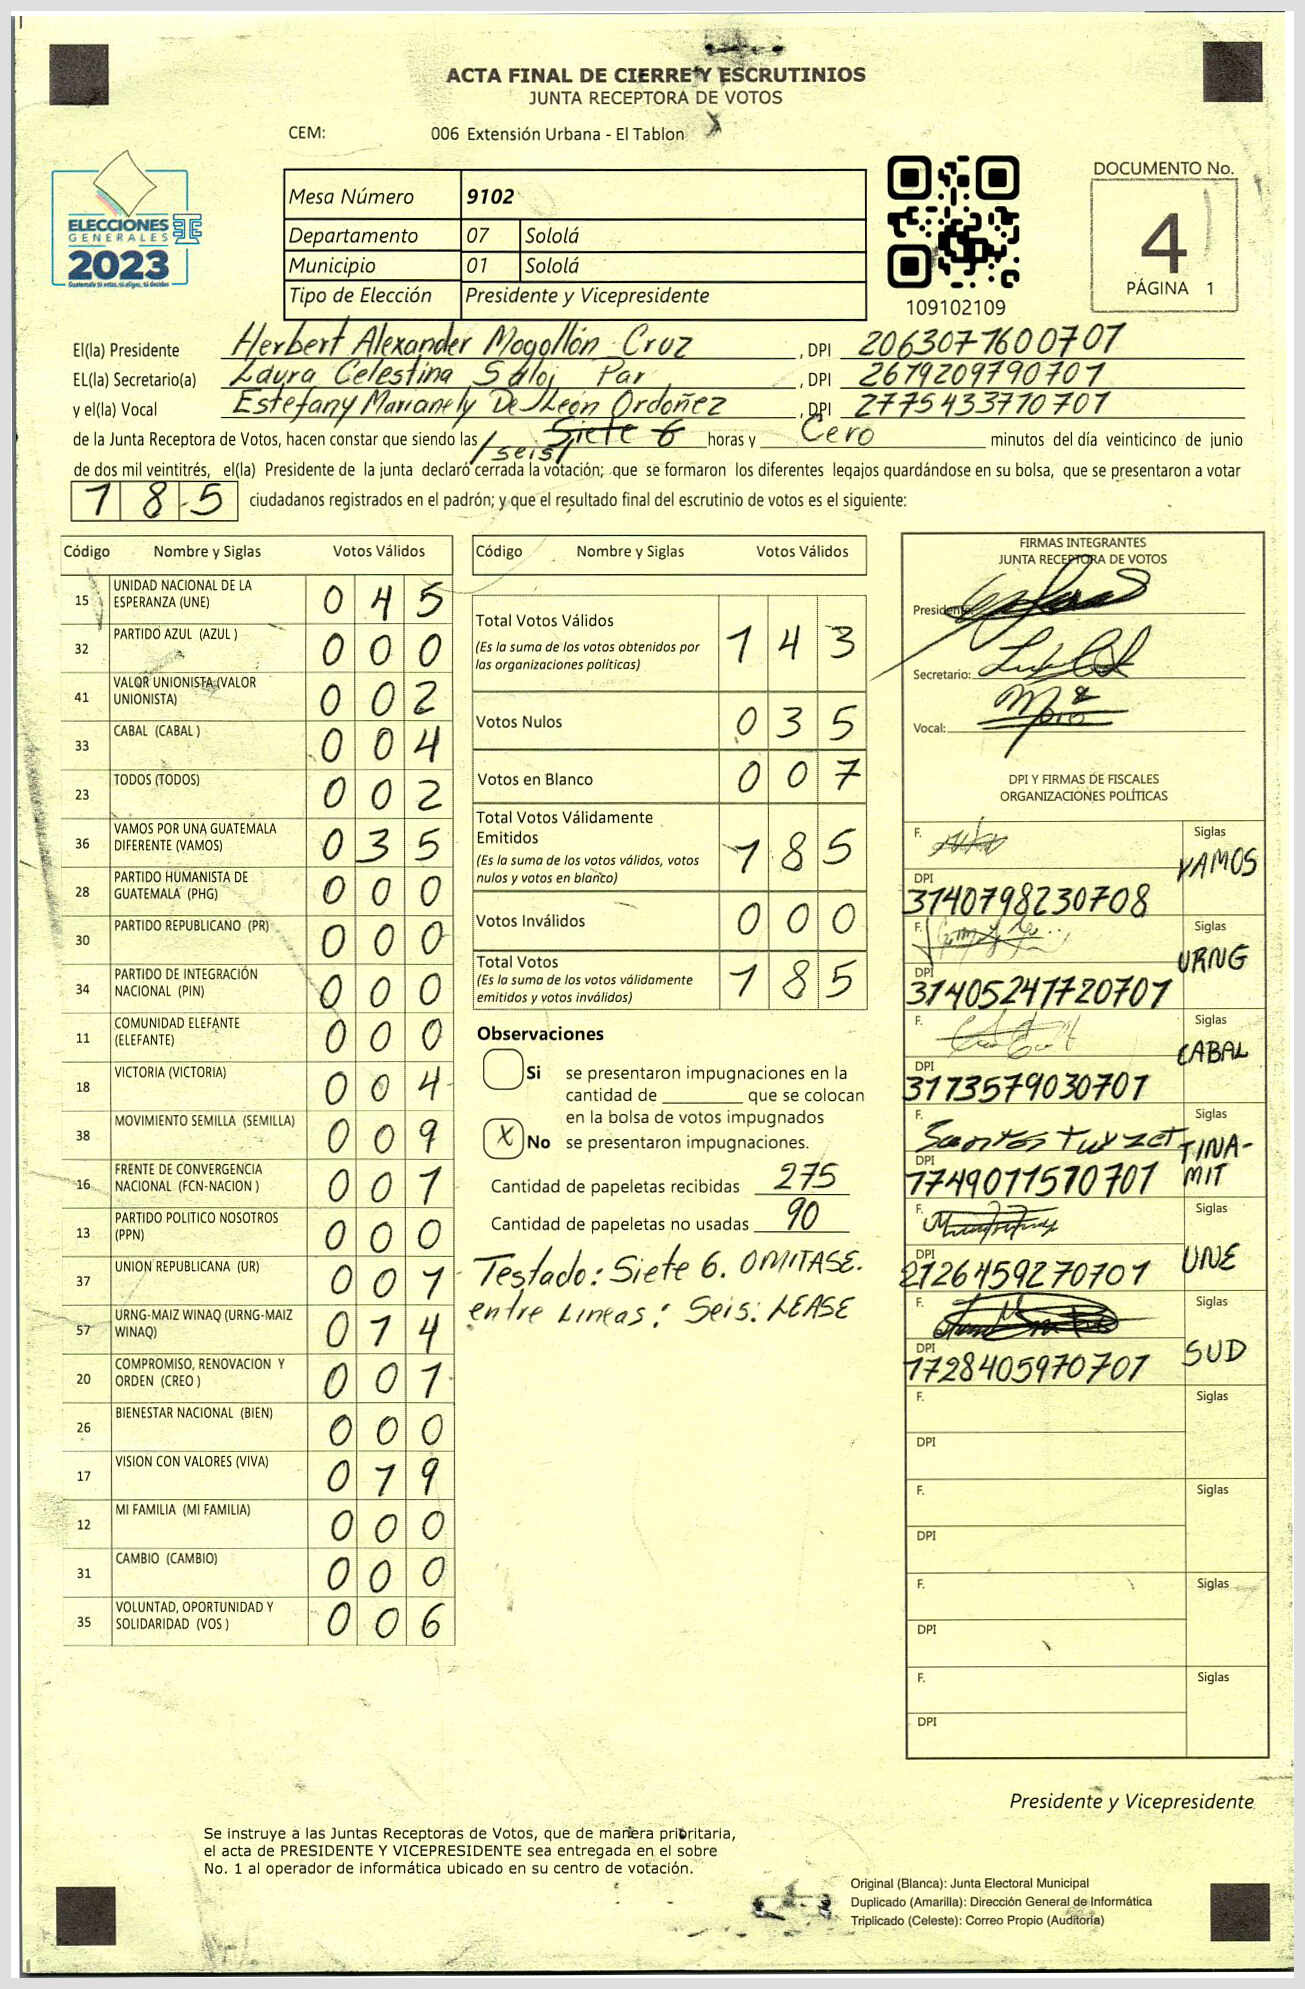 ACTA FINAL DE CIERRE Y ESCRUTINIOS
JUNTA RECEPTORA DE VOTOS
CEM: 006 Extensión Urbana - El Tablon
ELECCIONES
GENERALES
2023
Guatemala tú votas, tú eliges, tú decides
Mesa Número 9102
Departamento 07 Sololá
Municipio 01 Sololá
Tipo de Elección Presidente y Vicepresidente
109102109
DOCUMENTO No.
4
PÁGINA 1
El(la) Presidente Herbert Alexander Mogollón Cruz, DPI 2063077600701
EL(la) Secretario(a) Laura Celestina Saloj Par, DPI 2619209790701
y el(la) Vocal Estefany Marianely De León Ordoñez, DPI 2775433710701
de la Junta Receptora de Votos, hacen constar que siendo las Siete 6 horas y Cero minutos del día veinticinco de junio
/seis/
de dos mil veintitrés, el(la) Presidente de la junta declaró cerrada la votación; que se formaron los diferentes legajos quardándose en su bolsa, que se presentaron a votar
185 ciudadanos registrados en el padrón; y que el resultado final del escrutinio de votos es el siguiente:
Código Nombre y Siglas Votos Válidos
15 UNIDAD NACIONAL DE LA ESPERANZA (UNE) 0 4 5
32 PARTIDO AZUL (AZUL ) 0 0 0
41 VALOR UNIONISTA (VALOR UNIONISTA) 0 0 2
33 CABAL (CABAL ) 0 0 4
23 TODOS (TODOS) 0 0 2
36 VAMOS POR UNA GUATEMALA DIFERENTE (VAMOS) 0 3 5
28 PARTIDO HUMANISTA DE GUATEMALA (PHG) 0 0 0
30 PARTIDO REPUBLICANO (PR) 0 0 0
34 PARTIDO DE INTEGRACIÓN NACIONAL (PIN) 0 0 0
11 COMUNIDAD ELEFANTE (ELEFANTE) 0 0 0
18 VICTORIA (VICTORIA) 0 0 4
38 MOVIMIENTO SEMILLA (SEMILLA) 0 0 9
16 FRENTE DE CONVERGENCIA NACIONAL (FCN-NACION ) 0 0 1
13 PARTIDO POLITICO NOSOTROS (PPN) 0 0 0
37 UNION REPUBLICANA (UR) 0 0 1
57 URNG-MAIZ WINAQ (URNG-MAIZ WINAQ) 0 1 4
20 COMPROMISO, RENOVACION Y ORDEN (CREO ) 0 0 1
26 BIENESTAR NACIONAL (BIEN) 0 0 0
17 VISION CON VALORES (VIVA) 0 1 9
12 MI FAMILIA (MI FAMILIA) 0 0 0
31 CAMBIO (CAMBIO) 0 0 0
35 VOLUNTAD, OPORTUNIDAD Y SOLIDARIDAD (VOS ) 0 0 6
Código Nombre y Siglas Votos Válidos
Total Votos Válidos 1 4 3
(Es la suma de los votos obtenidos por
las organizaciones políticas)
Votos Nulos 0 3 5
Votos en Blanco 0 0 7
Total Votos Válidamente
Emitidos 1 8 5
(Es la suma de los votos válidos, votos
nulos y votos en blanco)
Votos Inválidos 0 0 0
Total Votos 1 8 5
(Es la suma de los votos válidamente
emitidos y votos inválidos)
Observaciones
Si se presentaron impugnaciones en la
cantidad de ________ que se colocan
en la bolsa de votos impugnados
X No se presentaron impugnaciones.
Cantidad de papeletas recibidas 275
Cantidad de papeletas no usadas 90
Testado: Siete 6. OMITASE.
entre Lineas: Seis: LEASE
FIRMAS INTEGRANTES
JUNTA RECEPTORA DE VOTOS
Presidente:
Secretario:
Vocal:
DPI Y FIRMAS DE FISCALES
ORGANIZACIONES POLÍTICAS
F. Siglas VAMOS
DPI 3140798230708
F. Siglas URNG
DPI 314052417720701
F. Siglas CABAL
DPI 3173579030701
F. Santos Tuyzet Siglas TINA-
MIT
DPI 1749011570701
F. Siglas UNE
DPI 2126459270701
F. Siglas SUD
DPI 1728405970701
F. Siglas
DPI
F. Siglas
DPI
F. Siglas
DPI
F. Siglas
DPI
Presidente y Vicepresidente
Se instruye a las Juntas Receptoras de Votos, que de manera prioritaria,
el acta de PRESIDENTE Y VICEPRESIDENTE sea entregada en el sobre
No. 1 al operador de informática ubicado en su centro de votación.
Original (Blanca): Junta Electoral Municipal
Duplicado (Amarilla): Dirección General de Informática
Triplicado (Celeste): Correo Propio (Auditoría)